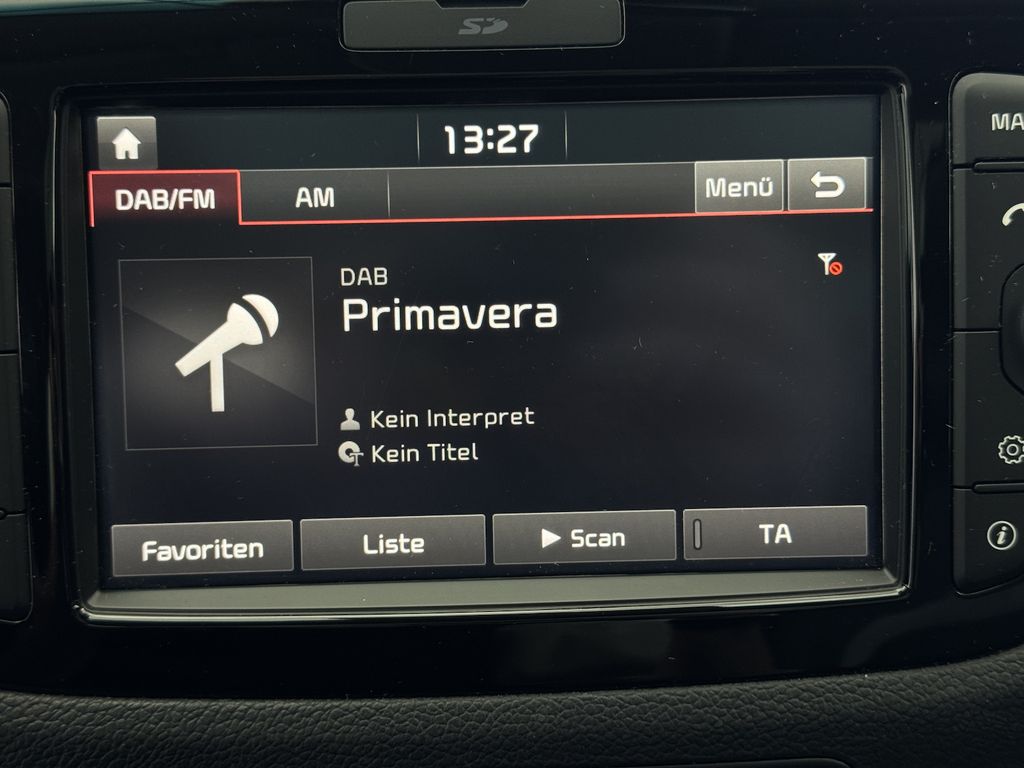 SD
13:27
MA
DAB/FM AM Menü
DAB
Primavera
Kein Interpret
Kein Titel
Favoriten Liste Scan TA